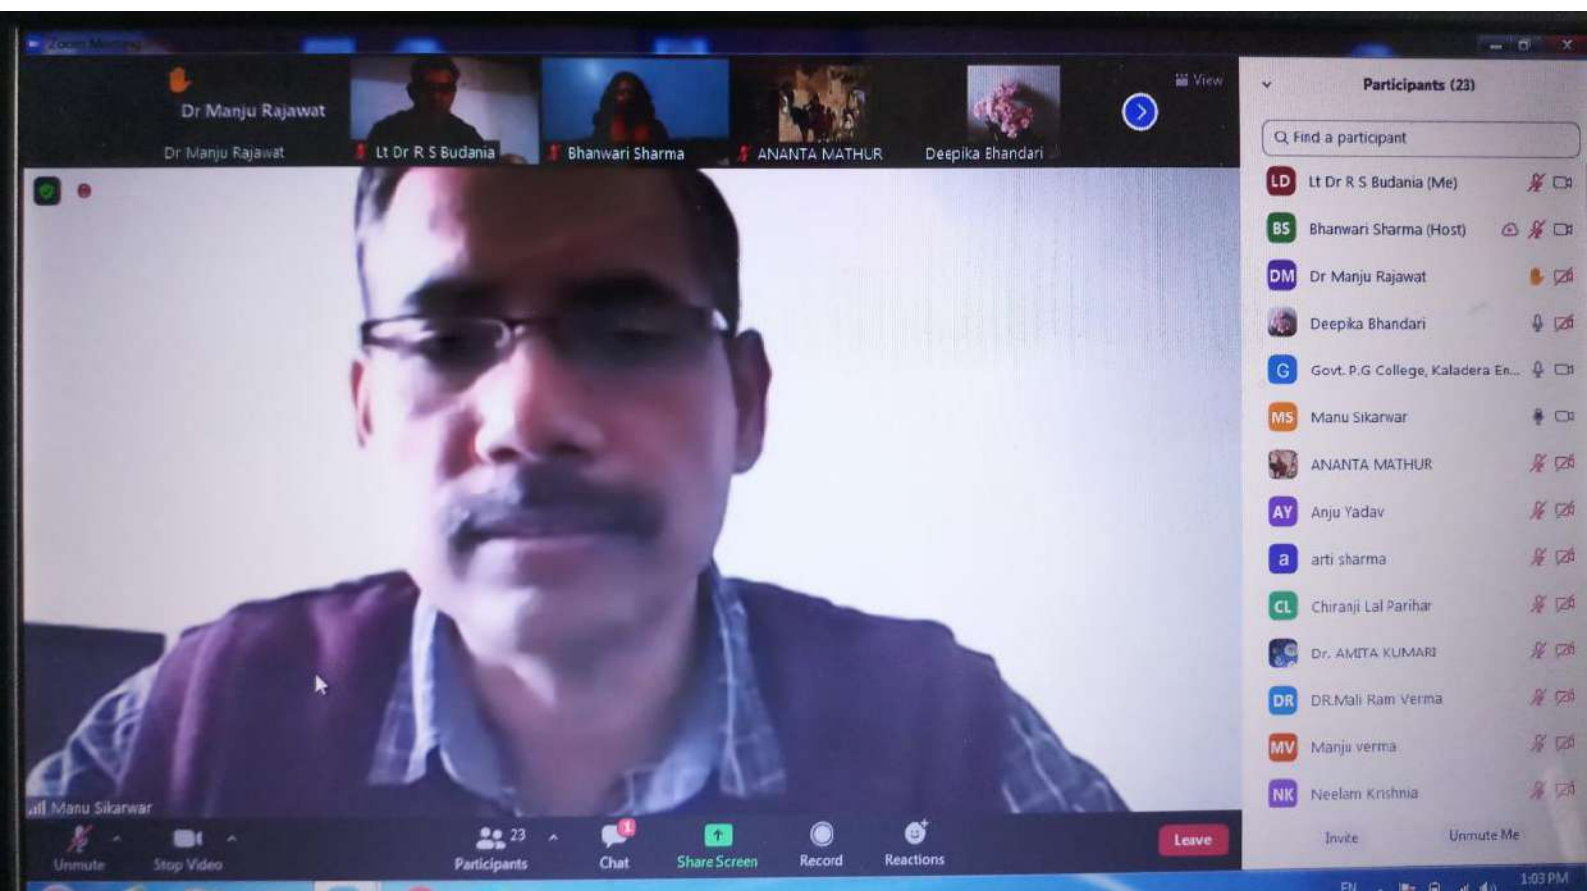 Zoom Meeting
Dr Manju Rajawat
Dr Manju Rajawat
Lt Dr R S Budania
Bhanwari Sharma
ANANTA MATHUR
Deepika Bhandari
View
Participants (23)
Find a participant
LD Lt Dr R S Budania (Me)
BS Bhanwari Sharma (Host)
DM Dr Manju Rajawat
Deepika Bhandari
G Govt. P.G College, Kaladera En...
MS Manu Sikarwar
ANANTA MATHUR
AY Anju Yadav
a arti sharma
CL Chiranji Lal Parihar
Dr. AMITA KUMARI
DR DR.Mali Ram Verma
MV Manju verma
NK Neelam Krishnia
Invite Unmute Me
Manu Sikarwar
Unmute
Stop Video
23
Participants
1
Chat
Share Screen
Record
Reactions
Leave
EN
1:03 PM